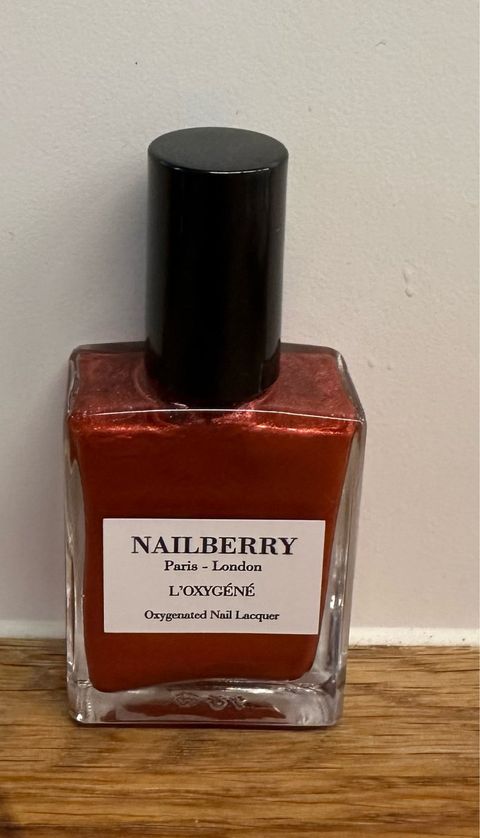 NAILBERRY
Paris - London
L'OXYGÉNÉ
Oxygenated Nail Lacquer